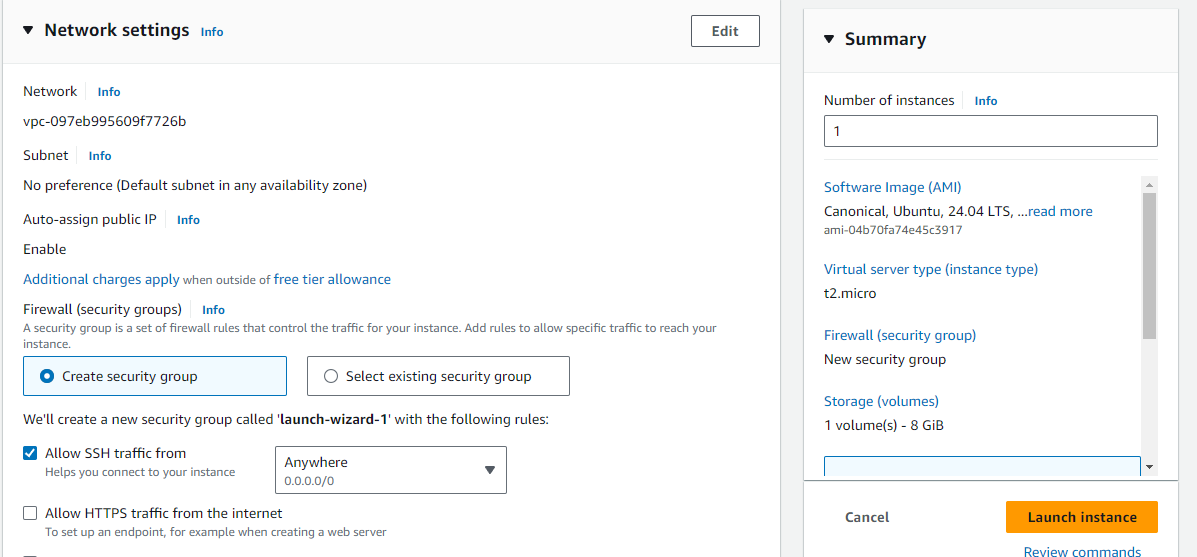 Network settings Info
Edit
Network Info
vpc-097eb995609f7726b
Subnet Info
No preference (Default subnet in any availability zone)
Auto-assign public IP Info
Enable
Additional charges apply when outside of free tier allowance
Firewall (security groups) Info
A security group is a set of firewall rules that control the traffic for your instance. Add rules to allow specific traffic to reach your
instance.
Create security group
Select existing security group
We'll create a new security group called 'launch-wizard-1' with the following rules:
Allow SSH traffic from
Helps you connect to your instance
Anywhere
0.0.0.0/0
Allow HTTPS traffic from the internet
To set up an endpoint, for example when creating a web server
Summary
Number of instances Info
1
Software Image (AMI)
Canonical, Ubuntu, 24.04 LTS, ...read more
ami-04b70fa74e45c3917
Virtual server type (instance type)
t2.micro
Firewall (security group)
New security group
Storage (volumes)
1 volume(s) - 8 GiB
Cancel
Launch instance
Review commands